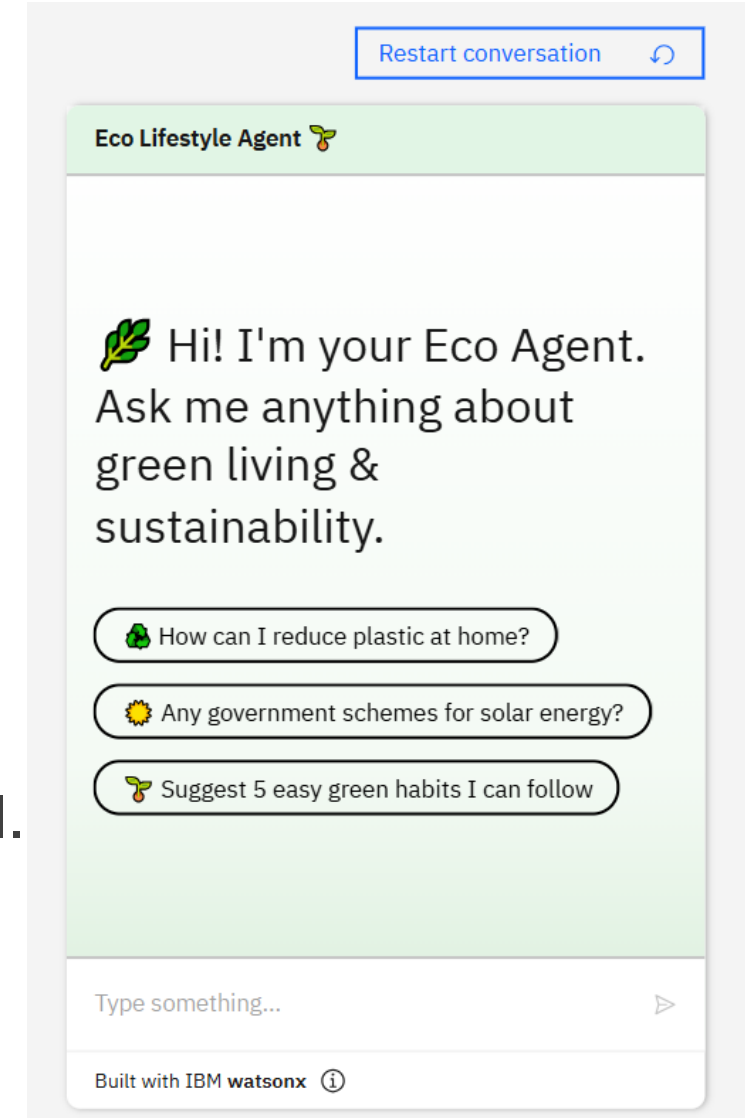 Restart conversation
Eco Lifestyle Agent 🌱
🌿 Hi! I'm your Eco Agent.
Ask me anything about
green living &
sustainability.
♻️ How can I reduce plastic at home?
☀️ Any government schemes for solar energy?
🌱 Suggest 5 easy green habits I can follow
Type something...
Built with IBM watsonx